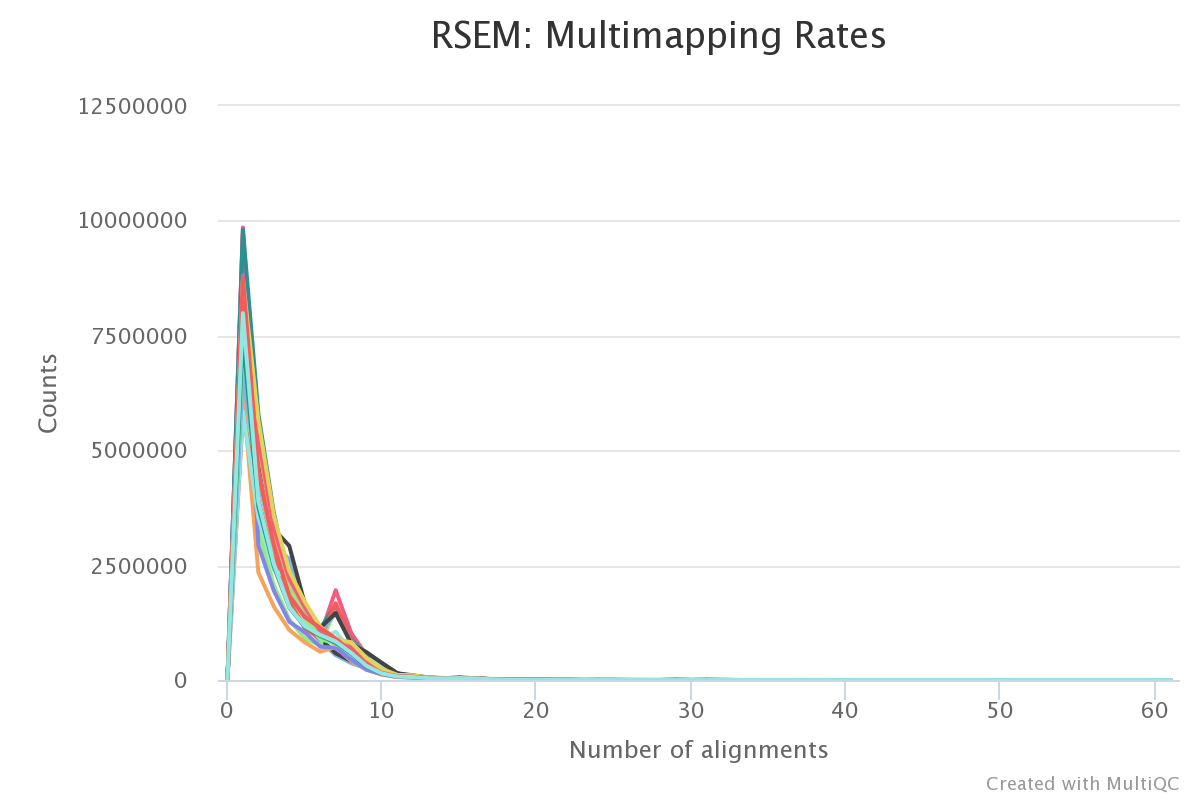 RSEM: Multimapping Rates
12500000
10000000
7500000
5000000
2500000
0
Counts
0 10 20 30 40 50 60
Number of alignments
Created with MultiQC